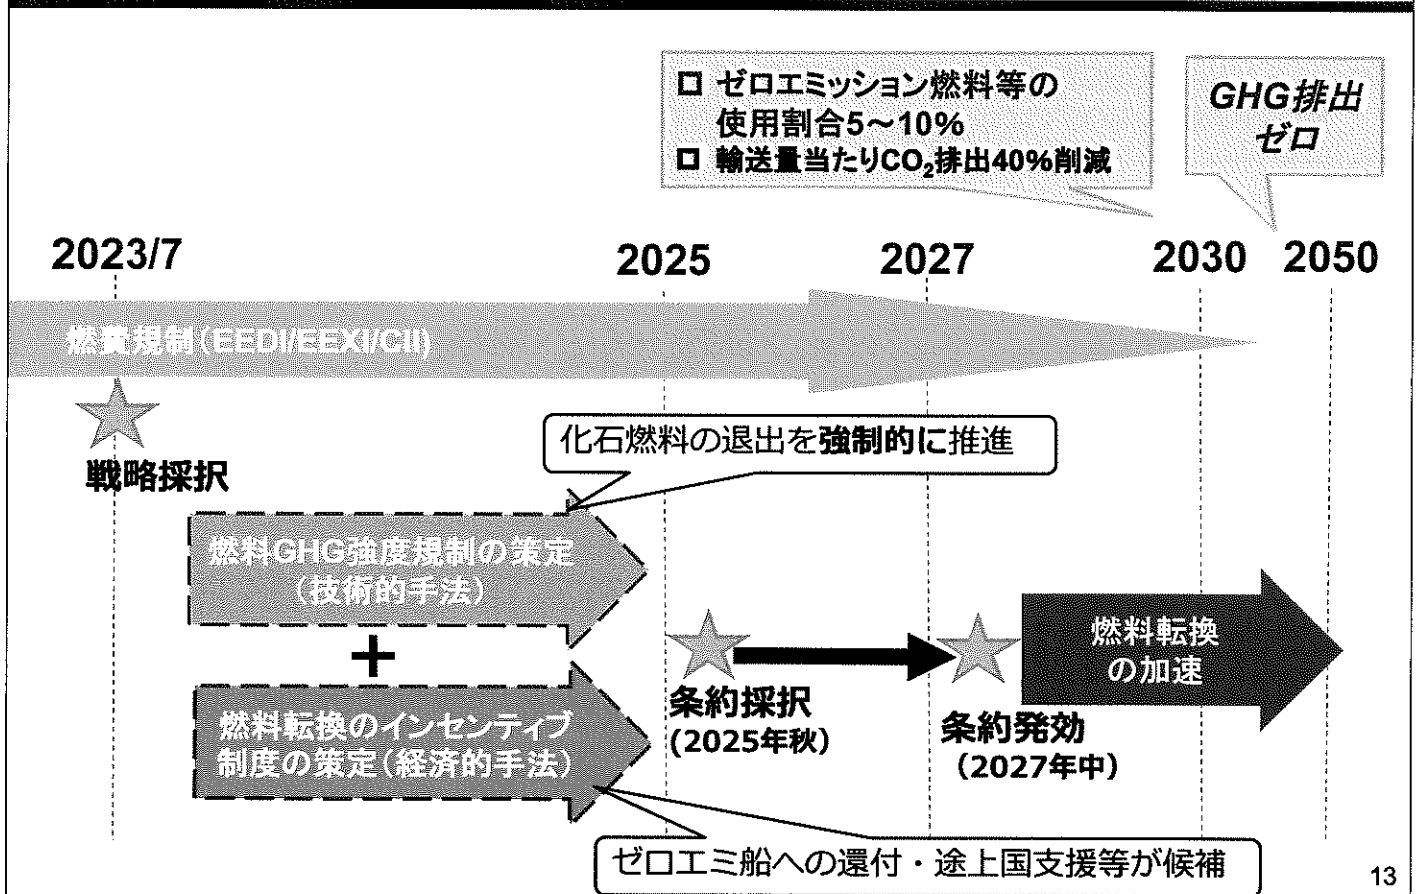 □ ゼロエミッション燃料等の
使用割合5～10%
□ 輸送量当たりCO₂排出40%削減
GHG排出
ゼロ
2023/7
2025
2027
2030
2050
燃費規制(EEDI/EEXI/CII)
戦略採択
化石燃料の退出を強制的に推進
燃料GHG強度規制の策定
(技術的手法)
+
燃料転換のインセンティブ
制度の策定(経済的手法)
条約採択
(2025年秋)
条約発効
(2027年中)
燃料転換
の加速
ゼロエミ船への還付・途上国支援等が候補
13